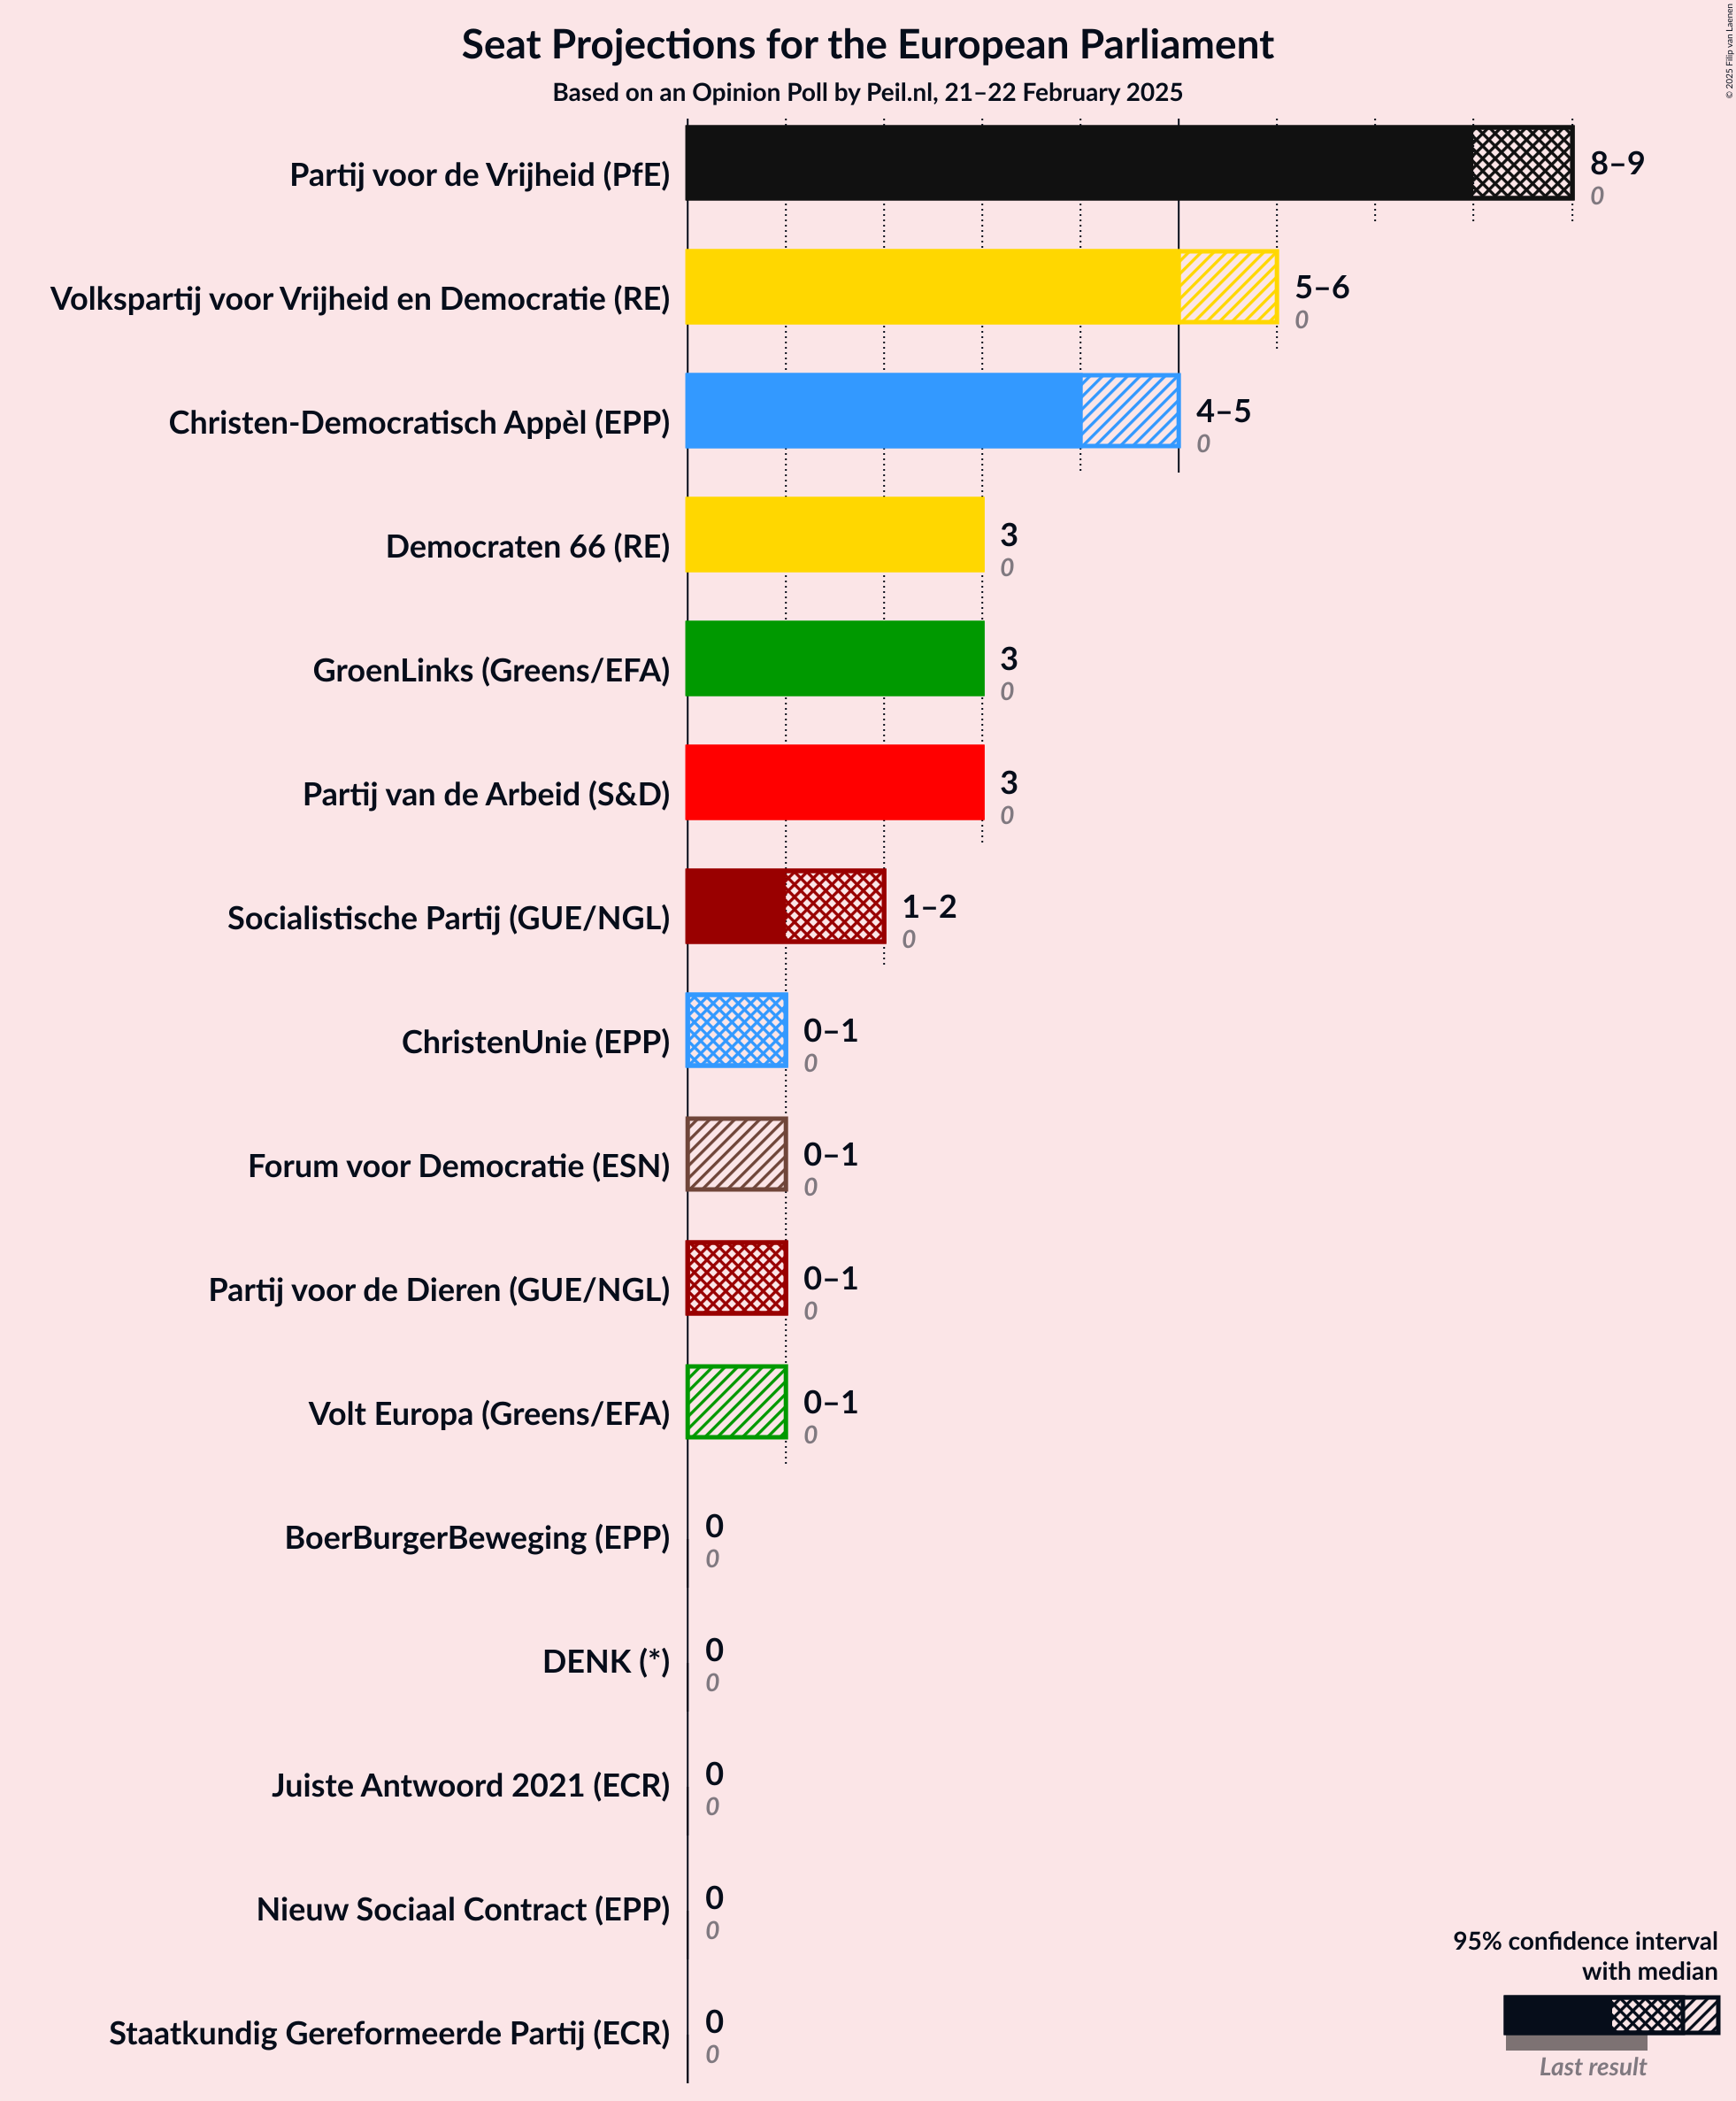 Seat Projections for the European Parliament
Based on an Opinion Poll by Peil.nl, 21–22 February 2025
© 2025 Filip van Laenen
Partij voor de Vrijheid (PfE)
8–9
0
Volkspartij voor Vrijheid en Democratie (RE)
5–6
0
Christen-Democratisch Appèl (EPP)
4–5
0
Democraten 66 (RE)
3
0
GroenLinks (Greens/EFA)
3
0
Partij van de Arbeid (S&D)
3
0
Socialistische Partij (GUE/NGL)
1–2
0
ChristenUnie (EPP)
0–1
0
Forum voor Democratie (ESN)
0–1
0
Partij voor de Dieren (GUE/NGL)
0–1
0
Volt Europa (Greens/EFA)
0–1
0
BoerBurgerBeweging (EPP)
0
0
DENK (*)
0
0
Juiste Antwoord 2021 (ECR)
0
0
Nieuw Sociaal Contract (EPP)
0
0
Staatkundig Gereformeerde Partij (ECR)
0
0
95% confidence interval
with median
Last result